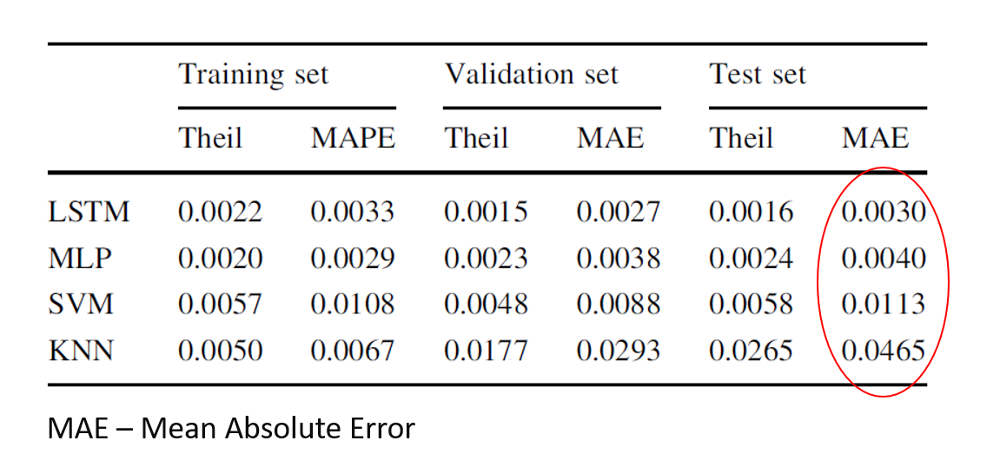 Training set Validation set Test set
Theil MAPE Theil MAE Theil MAE
LSTM 0.0022 0.0033 0.0015 0.0027 0.0016 0.0030
MLP 0.0020 0.0029 0.0023 0.0038 0.0024 0.0040
SVM 0.0057 0.0108 0.0048 0.0088 0.0058 0.0113
KNN 0.0050 0.0067 0.0177 0.0293 0.0265 0.0465
MAE – Mean Absolute Error